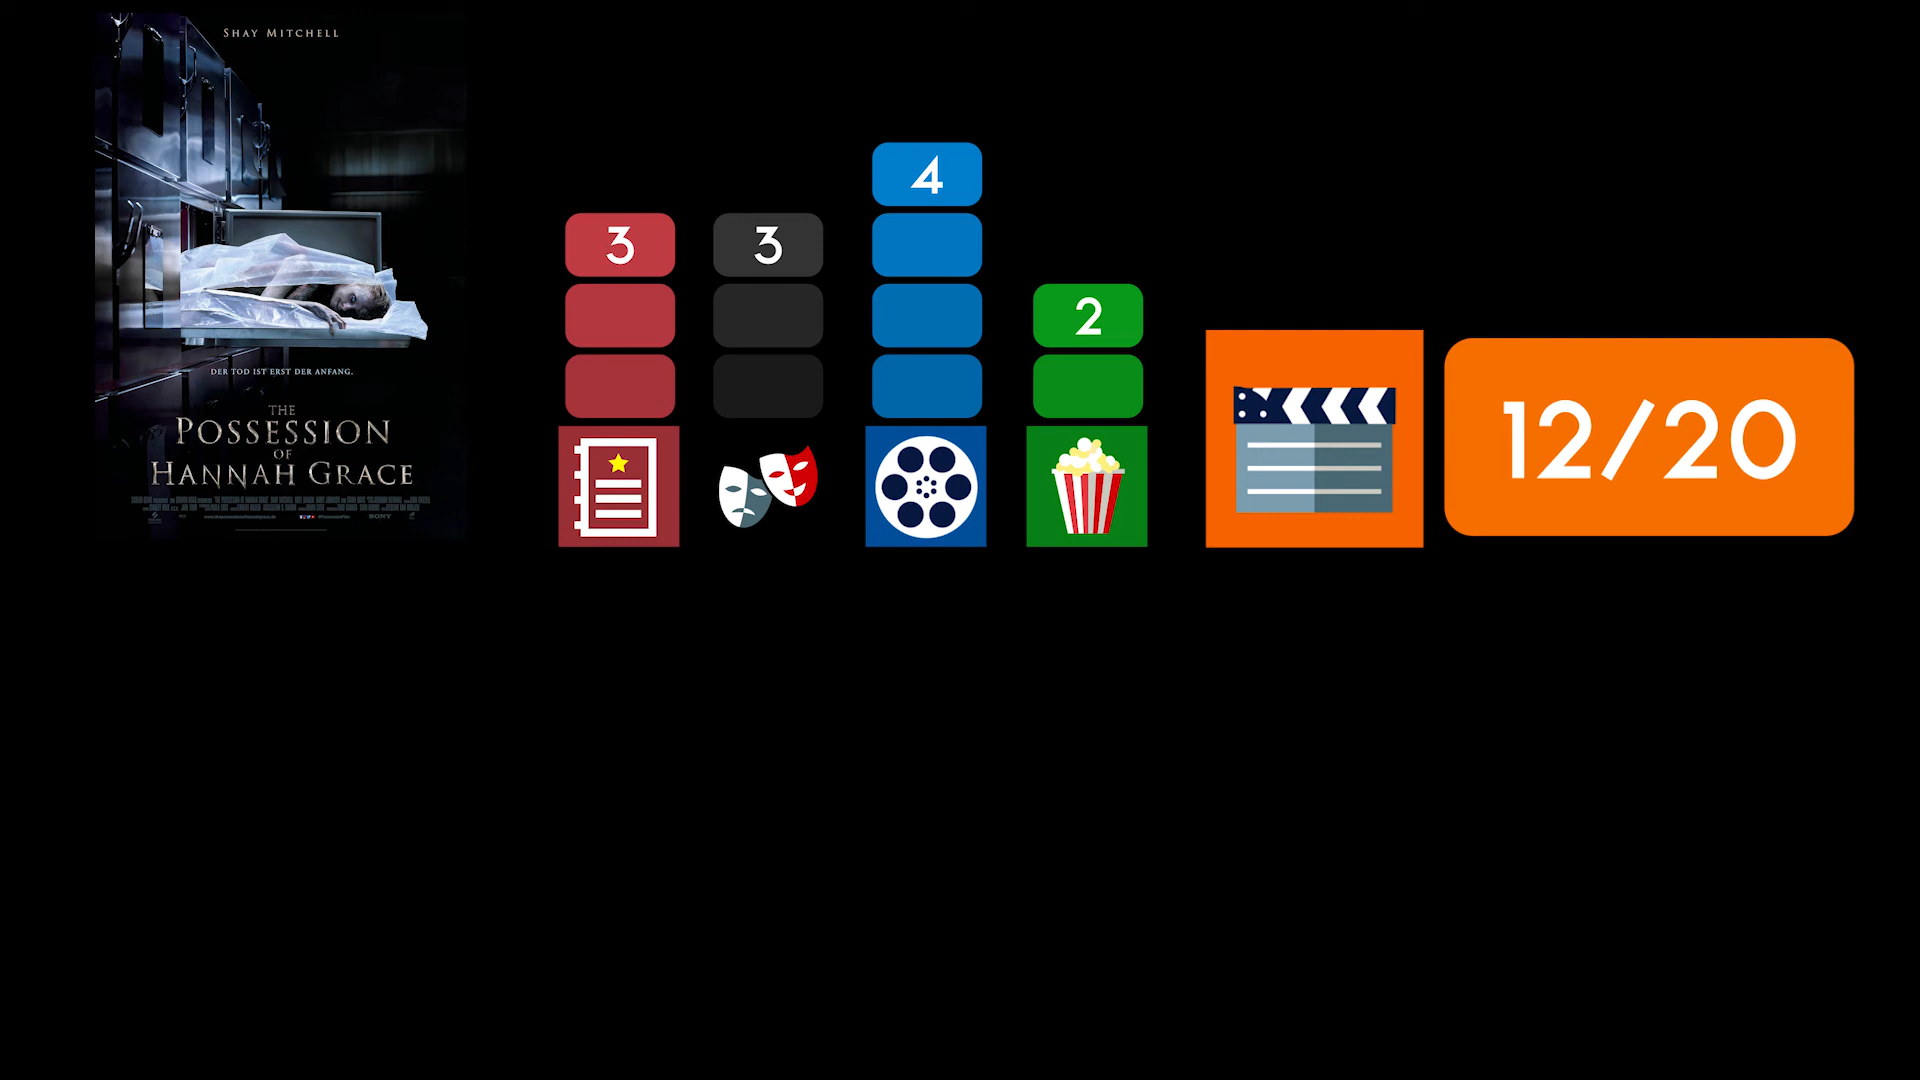 SHAY MITCHELL
DER TOD IST ERST DER ANFANG.
THE
POSSESSION
OF
HANNAH GRACE
SONY
3
3
4
2
12/20